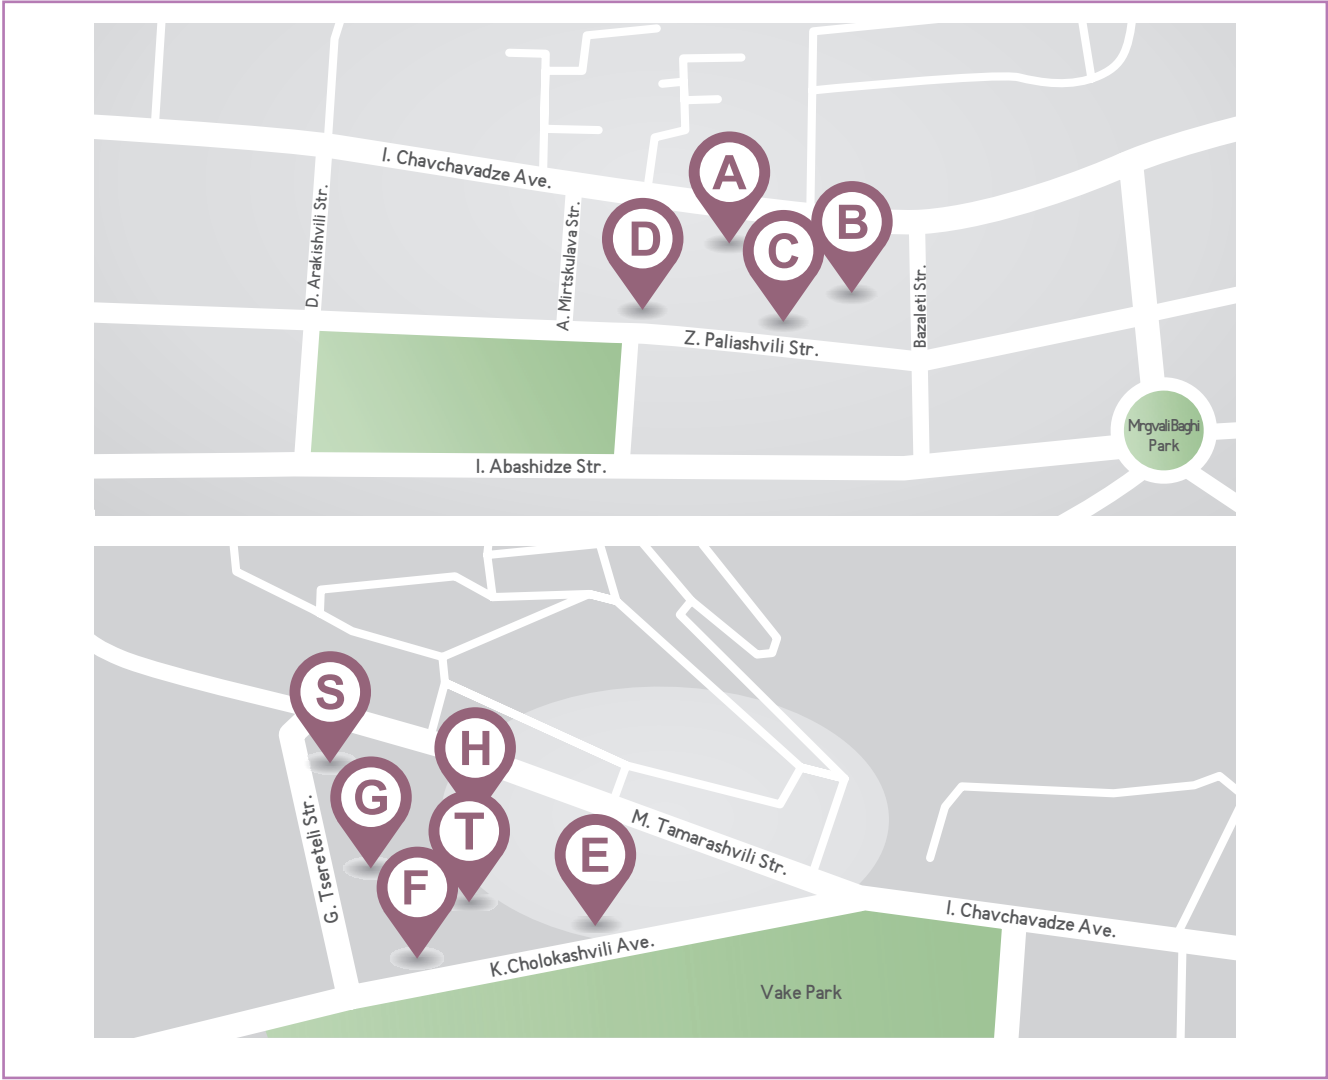 I. Chavchavadze Ave.
A
B
C
D
D. Arakishvili Str.
A. Mirtskulava Str.
Bazaleti Str.
Z. Paliashvili Str.
Mrgvali Baghi
Park
I. Abashidze Str.
S
H
G
T
E
F
G. Tsereteli Str.
M. Tamarashvili Str.
I. Chavchavadze Ave.
K.Cholokashvili Ave.
Vake Park